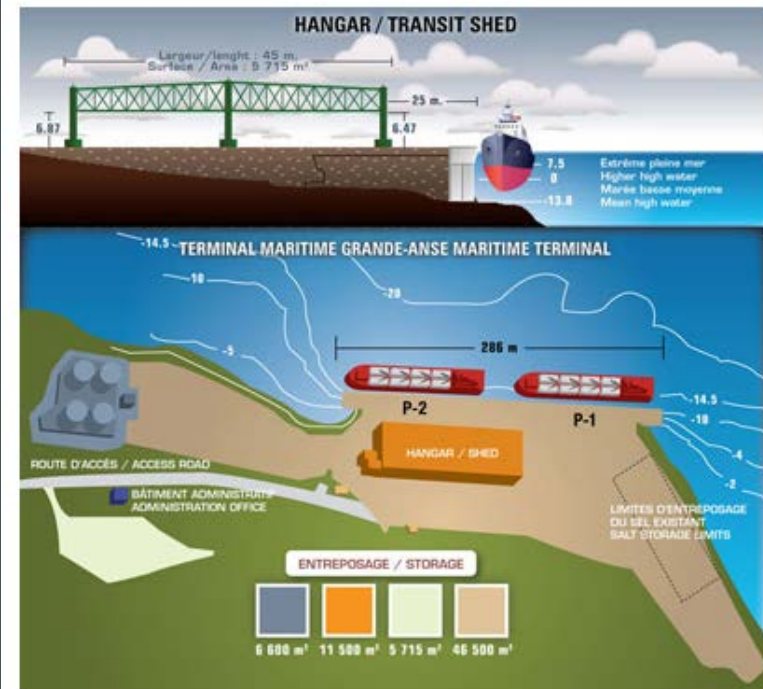 HANGAR / TRANSIT SHED
Largeur/lenght : 45 m.
Surface / Area : 5 715 m²
25 m.
6.87
6.47
7.5 Extrême pleine mer
0 Higher high water
Marée basse moyenne
-13.8 Mean high water
TERMINAL MARITIME GRANDE-ANSE MARITIME TERMINAL
-14.5
-10
-20
-5
286 m
P-2
P-1
-14.5
-10
-4
-2
HANGAR / SHED
ROUTE D'ACCÈS / ACCESS ROAD
BÂTIMENT ADMINISTRATIF
ADMINISTRATION OFFICE
LIMITES D'ENTREPOSAGE
DU SEL EXISTANT
SALT STORAGE LIMITS
ENTREPOSAGE / STORAGE
6 600 m² 11 500 m² 5 715 m² 46 500 m²